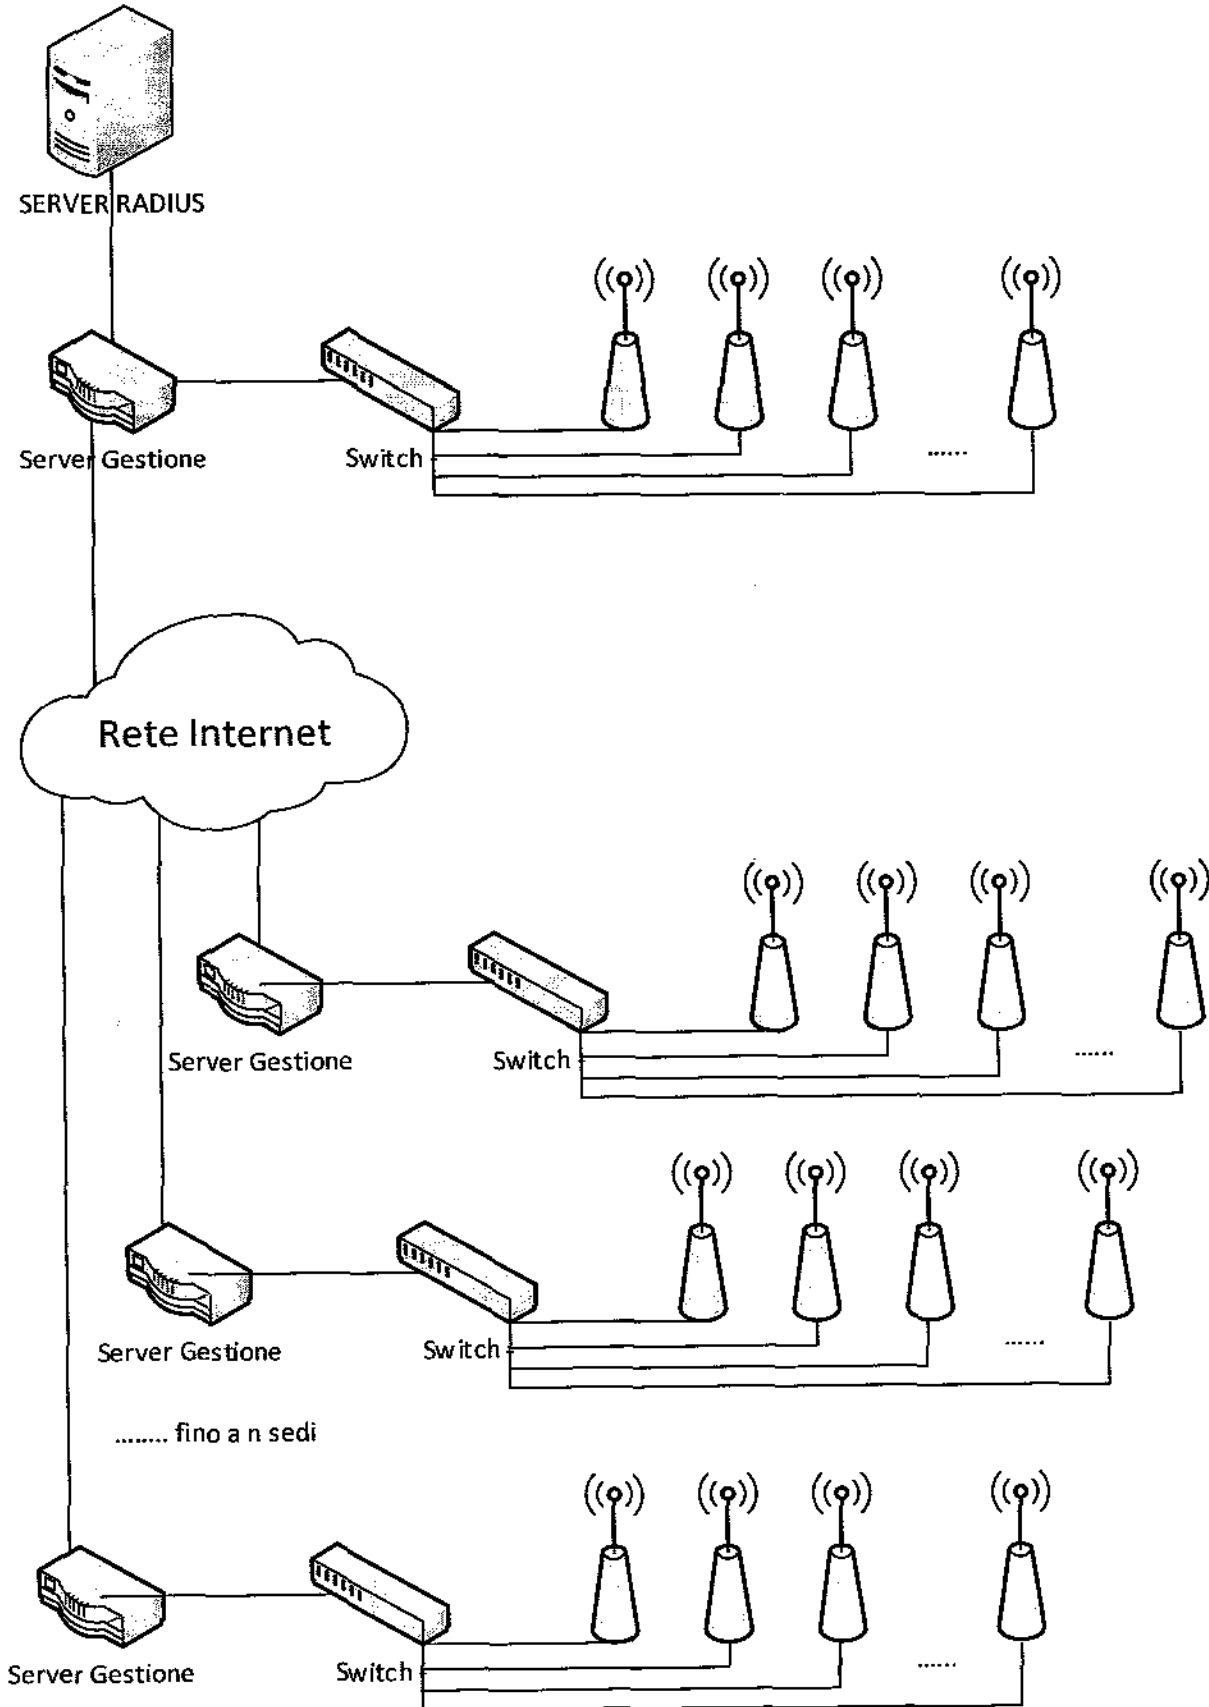 SERVER RADIUS
Server Gestione
Switch
......
Rete Internet
Server Gestione
Switch
......
Server Gestione
Switch
......
........ fino a n sedi
Server Gestione
Switch
......